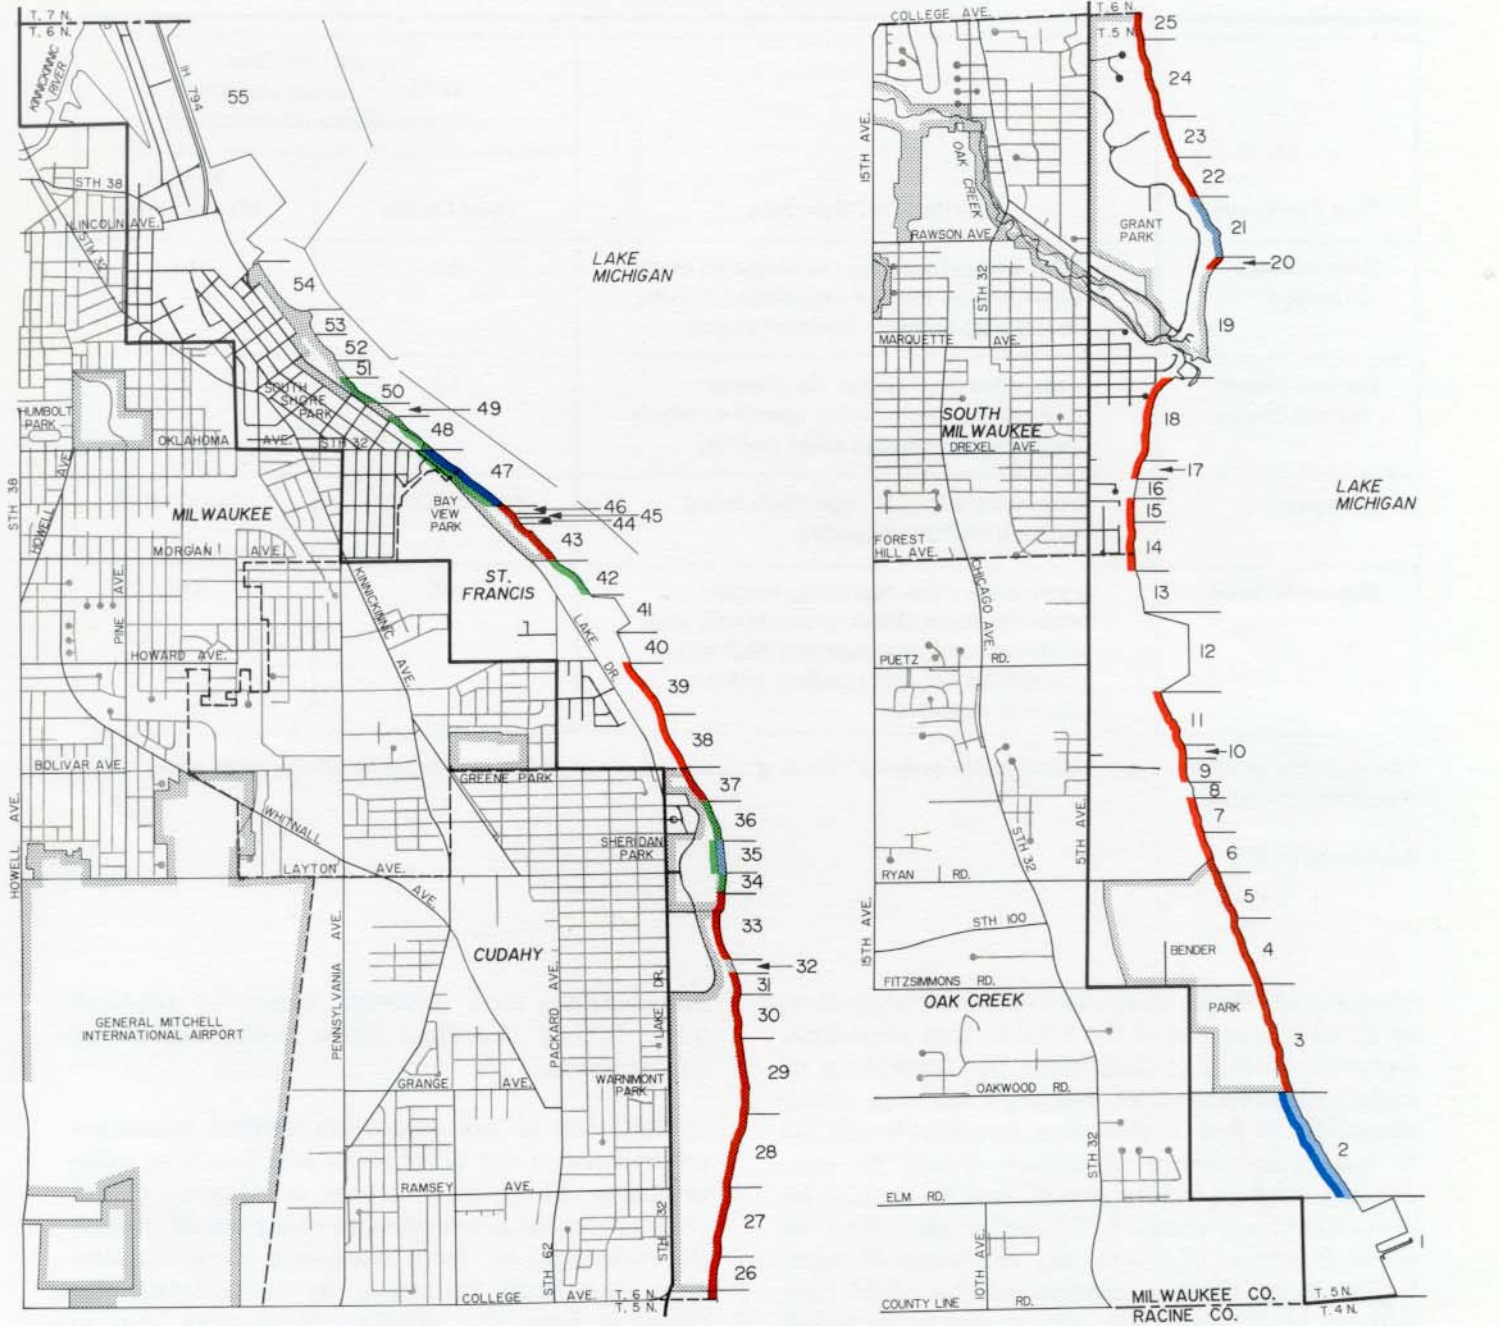 T. 7 N.
T. 6 N.
KINNICKINNIC
RIVER
IH 794
55
STH 38
LINCOLN AVE.
STH 32
LAKE
MICHIGAN
54
53
52
51
50
49
48
47
46
45
44
43
42
41
40
39
38
37
36
35
34
33
32
31
30
29
28
27
26
SOUTH
SHORE
PARK
HUMBOLT
PARK
OKLAHOMA AVE.
STH 32
STH 38
HOWELL AVE.
MILWAUKEE
BAY
VIEW
PARK
MORGAN AVE.
ST.
FRANCIS
PINE AVE.
KINNICKINNIC AVE.
LAKE DR.
HOWARD AVE.
BOLIVAR AVE.
GREENE PARK
HOWELL AVE.
WHITNALL AVE.
SHERIDAN
PARK
LAYTON AVE.
CUDAHY
PENNSYLVANIA AVE.
PACKARD AVE.
LAKE DR.
GENERAL MITCHELL
INTERNATIONAL AIRPORT
WARNIMONT
PARK
GRANGE AVE.
RAMSEY AVE.
STH 62
STH 32
COLLEGE AVE.
T. 6 N.
T. 5 N.
COLLEGE AVE.
T. 6 N.
T. 5 N.
25
24
23
22
21
20
19
18
17
16
15
14
13
12
11
10
9
8
7
6
5
4
3
2
1
15TH AVE.
OAK CREEK
GRANT
PARK
RAWSON AVE.
STH 32
MARQUETTE AVE.
SOUTH
MILWAUKEE
DREXEL AVE.
LAKE
MICHIGAN
FOREST
HILL AVE.
CHICAGO AVE.
PUETZ RD.
5TH AVE.
STH 32
RYAN RD.
15TH AVE.
STH 100
BENDER
PARK
FITZSIMMONS RD.
OAK CREEK
OAKWOOD RD.
STH 32
ELM RD.
10TH AVE.
COUNTY LINE RD.
MILWAUKEE CO.
RACINE CO.
T. 5N.
T. 4 N.